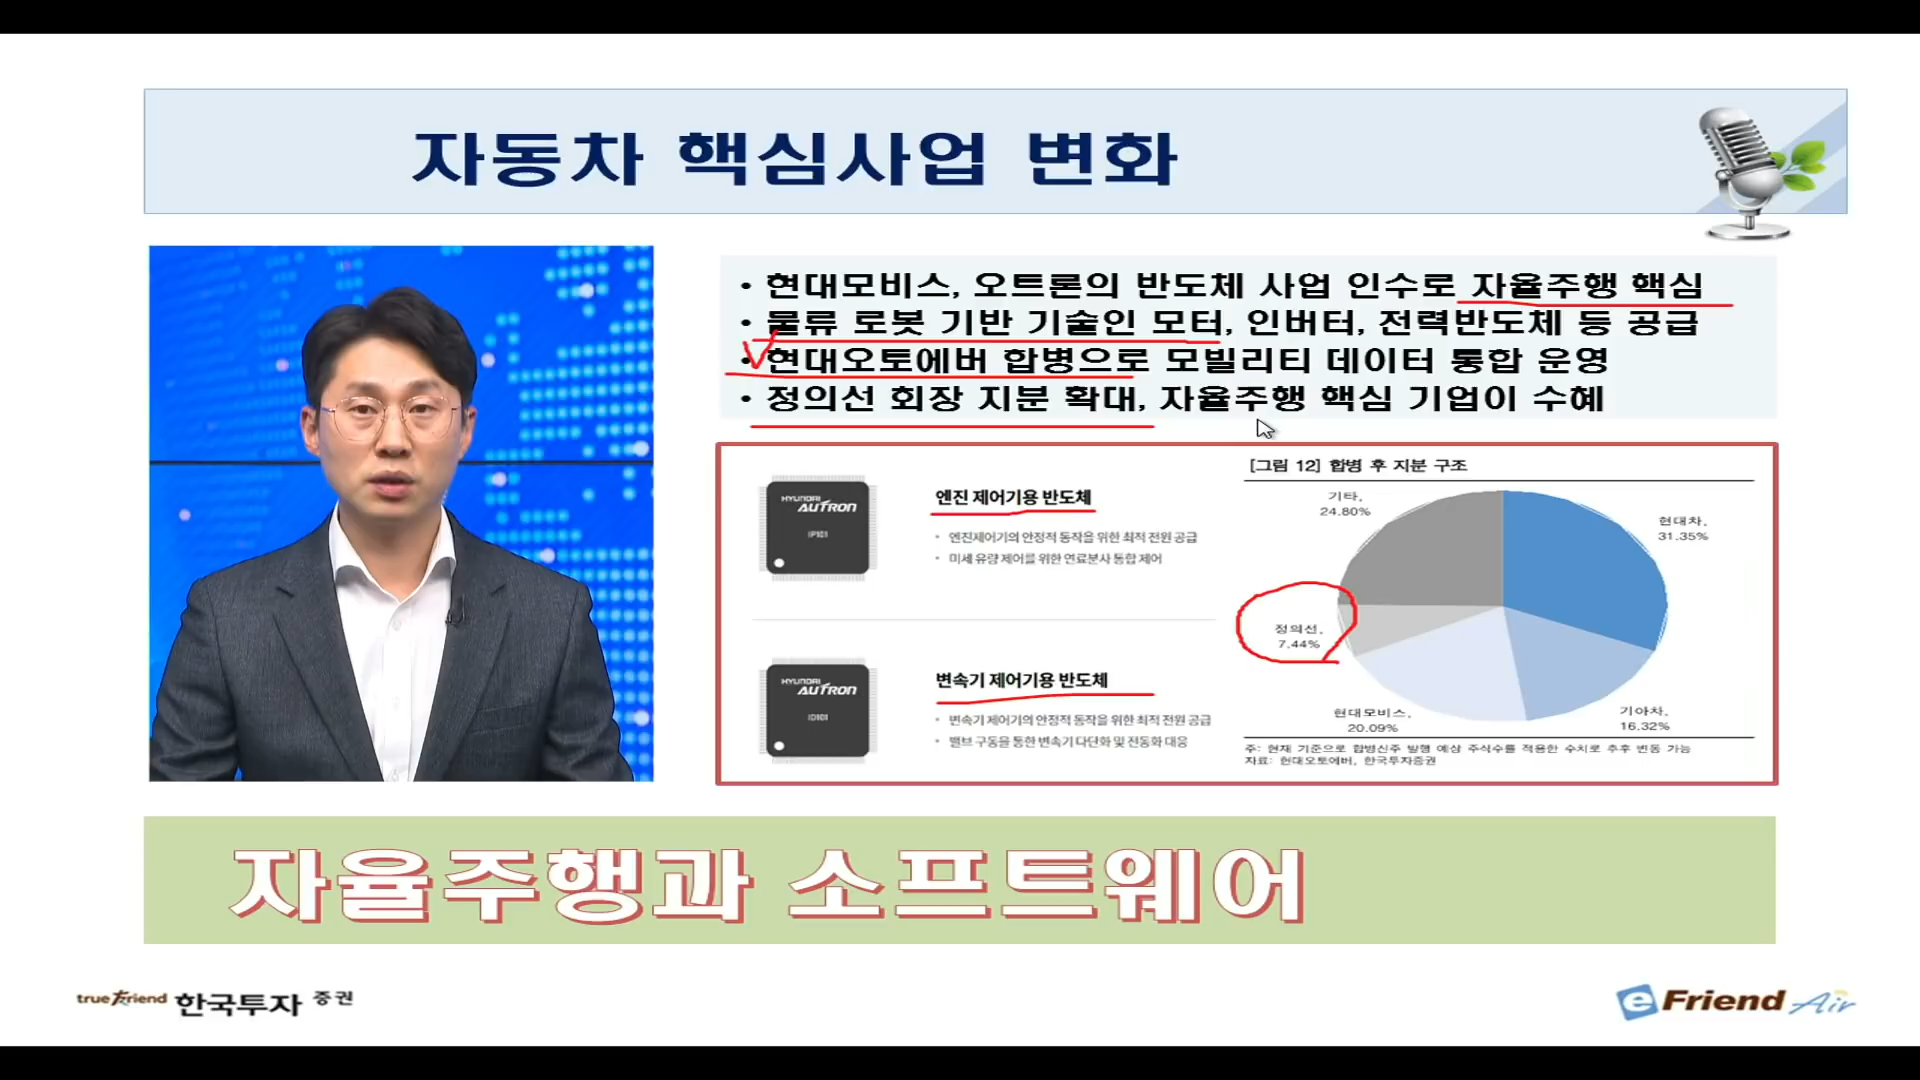 자동차 핵심사업 변화
• 현대모비스, 오트론의 반도체 사업 인수로 자율주행 핵심
• 물류 로봇 기반 기술인 모터, 인버터, 전력반도체 등 공급
• 현대오토에버 합병으로 모빌리티 데이터 통합 운영
• 정의선 회장 지분 확대, 자율주행 핵심 기업이 수혜
HYUNDAI
AUTRON
IP101
엔진 제어기용 반도체
• 엔진제어기의 안정적 동작을 위한 최적 전원 공급
• 미세 유량 제어를 위한 연료분사 통합 제어
HYUNDAI
AUTRON
ID101
변속기 제어기용 반도체
• 변속기 제어기의 안정적 동작을 위한 최적 전원 공급
• 밸브 구동을 통한 변속기 다단화 및 전동화 대응
[그림 12] 합병 후 지분 구조
기타,
24.80%
현대차,
31.35%
정의선,
7.44%
현대모비스,
20.09%
기아차,
16.32%
주: 현재 기준으로 합병신주 발행 예상 주식수를 적용한 수치로 추후 변동 가능
자료: 현대오토에버, 한국투자증권
자율주행과 소프트웨어
true friend 한국투자 증권
eFriend Air